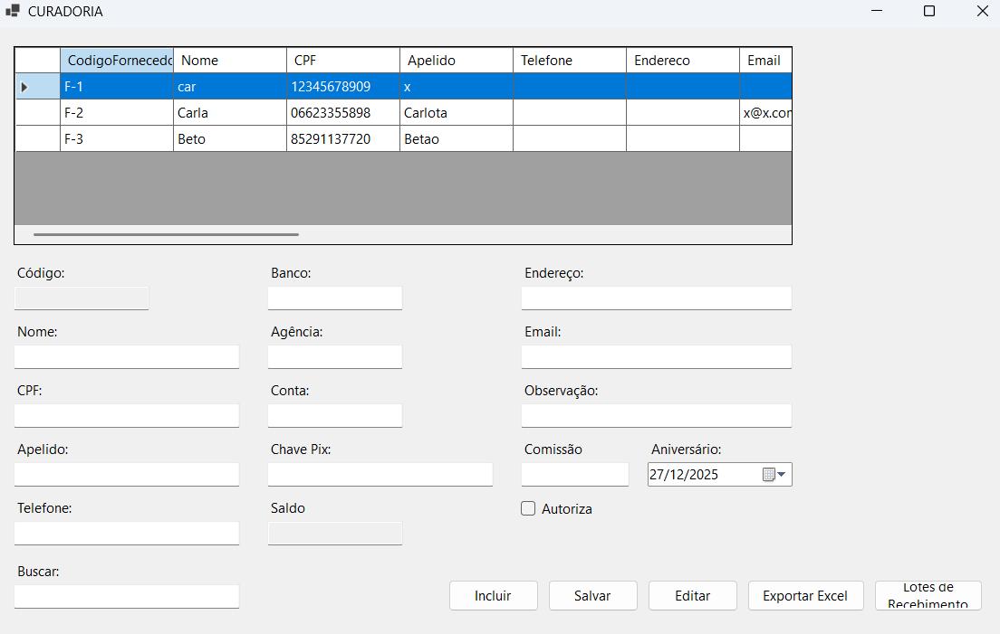 CURADORIA
CodigoFornecedo Nome CPF Apelido Telefone Endereco Email
F-1 car 12345678909 x
F-2 Carla 06623355898 Carlota x@x.con
F-3 Beto 85291137720 Betao
Código: Banco: Endereço:
Nome: Agência: Email:
CPF: Conta: Observação:
Apelido: Chave Pix: Comissão Aniversário:
27/12/2025
Telefone: Saldo Autoriza
Buscar:
Incluir Salvar Editar Exportar Excel Lotes de
Recebimento